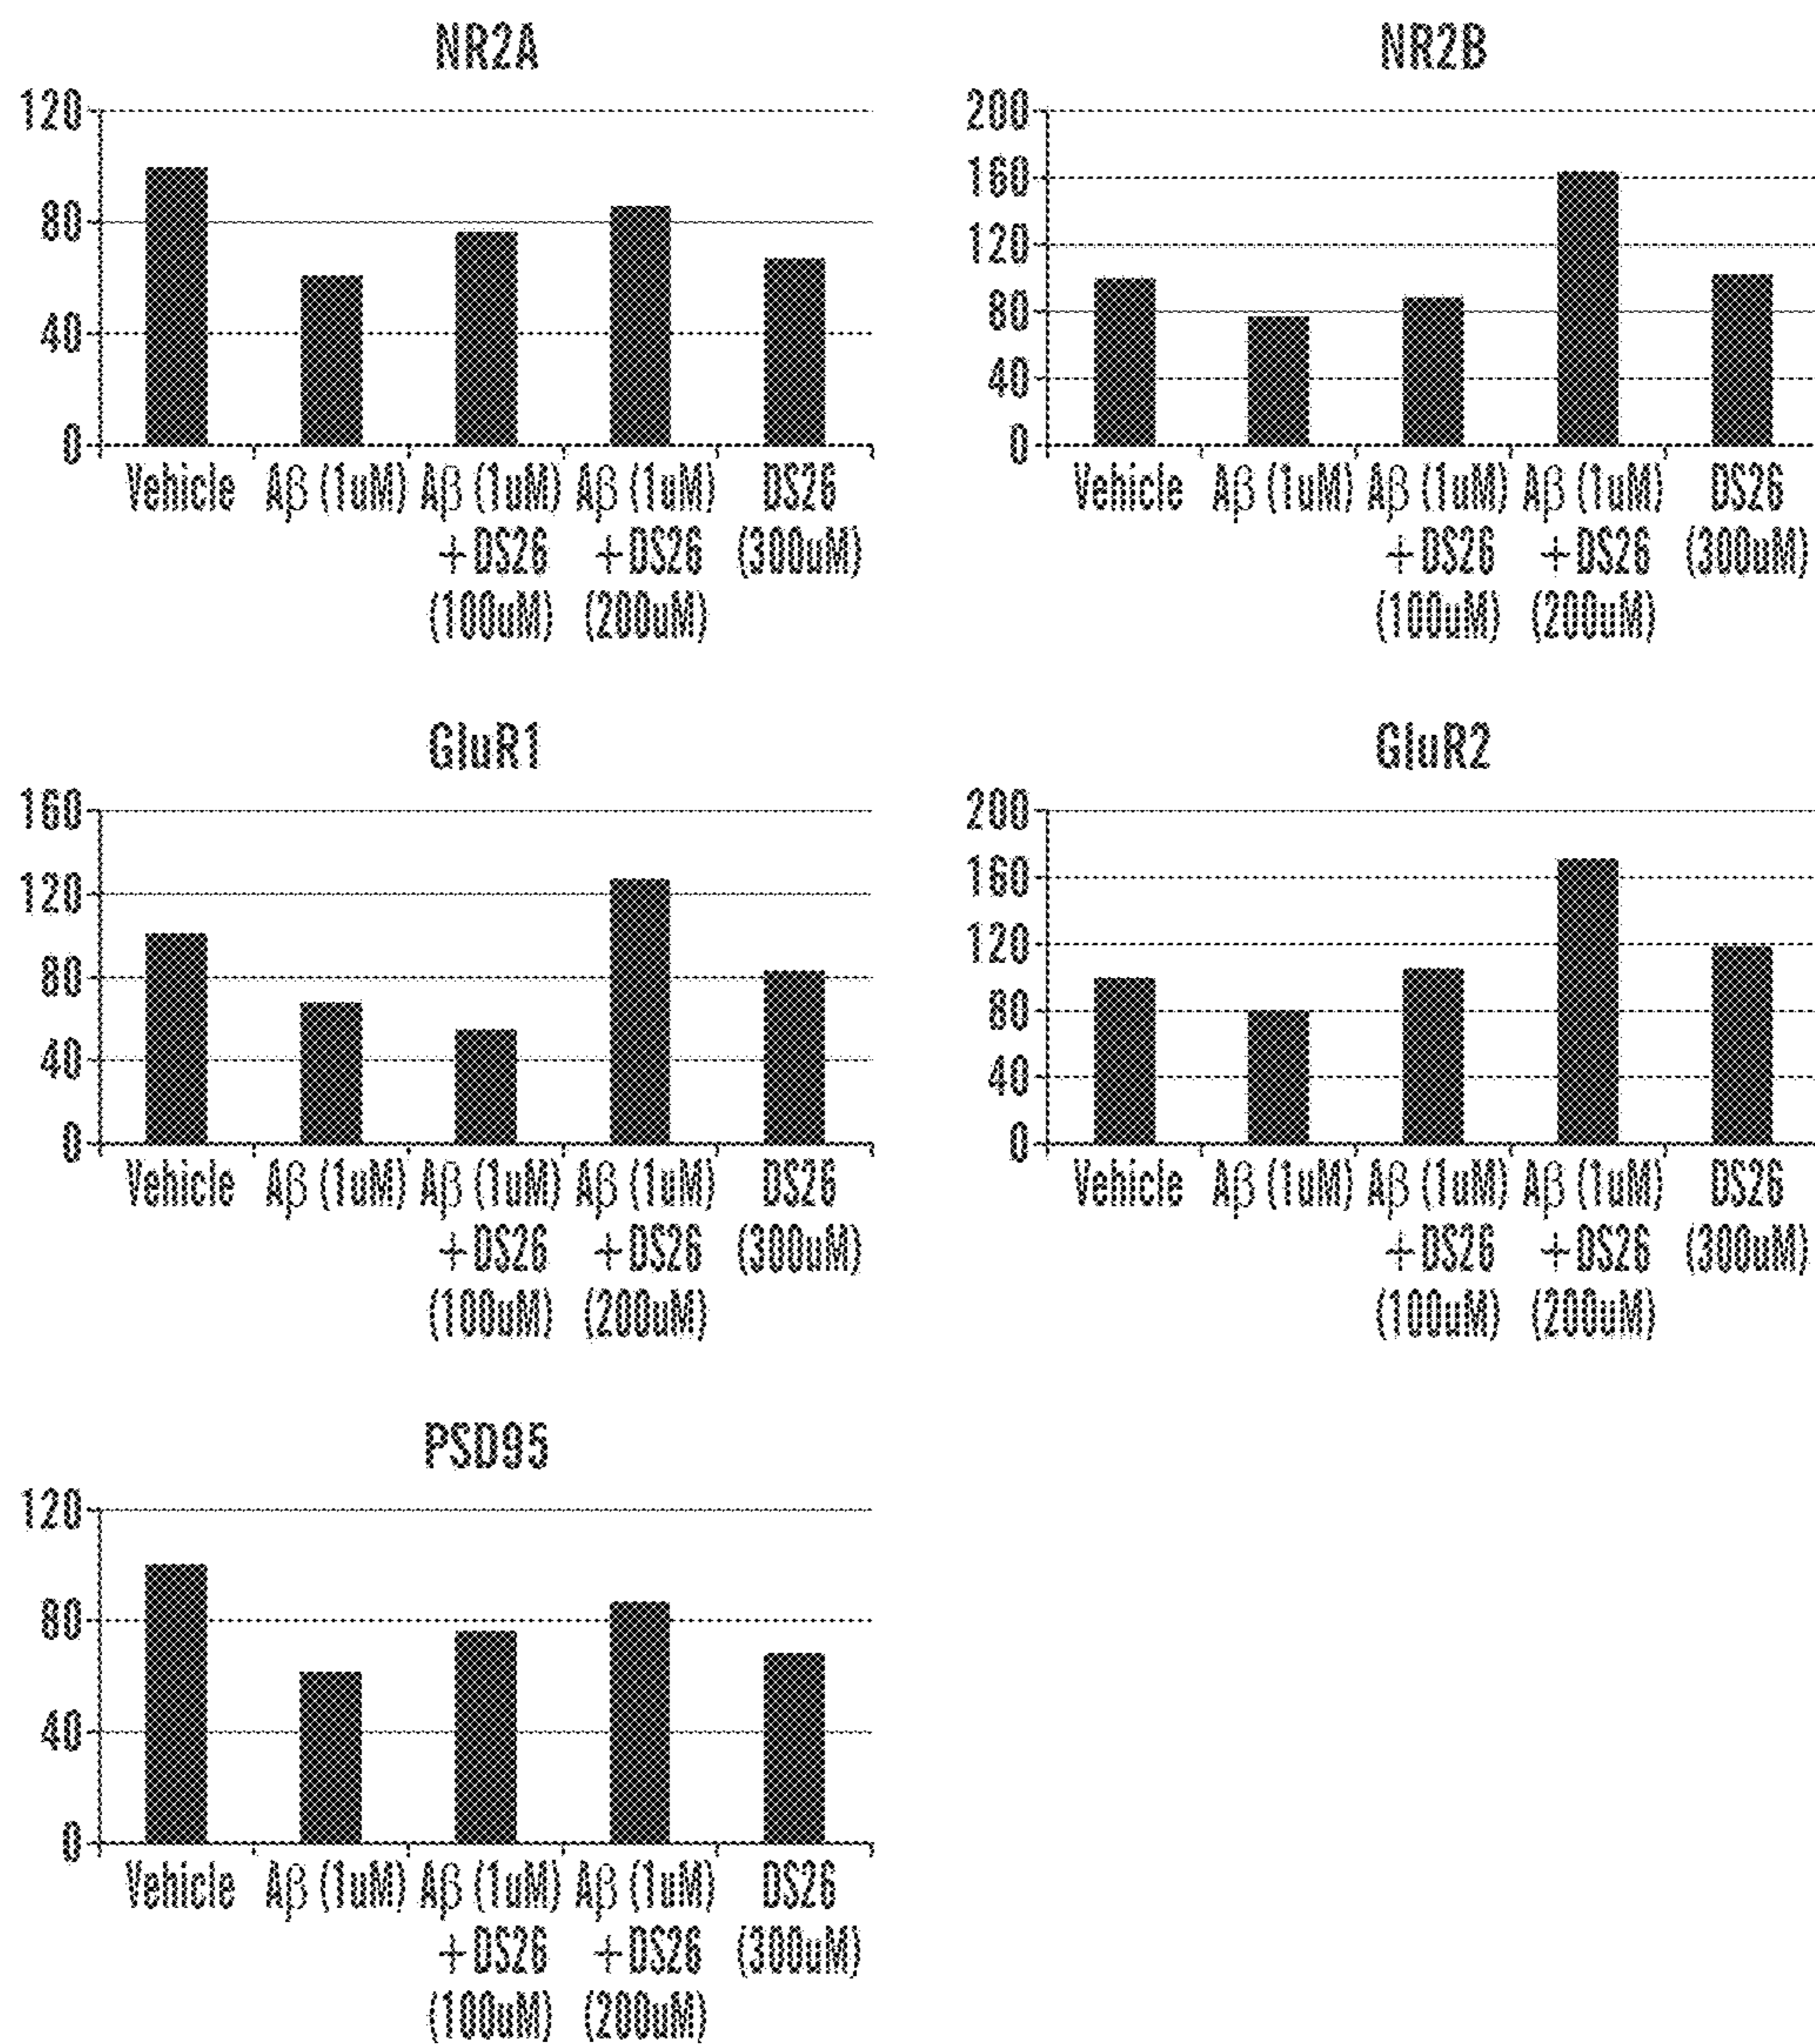 NR2A
120
80
40
0
Vehicle Aβ (1uM) Aβ (1uM) Aβ (1uM) DS26
+DS26 +DS26 (300uM)
(100uM) (200uM)
NR2B
200
160
120
80
40
0
Vehicle Aβ (1uM) Aβ (1uM) Aβ (1uM) DS26
+DS26 +DS26 (300uM)
(100uM) (200uM)
GluR1
160
120
80
40
0
Vehicle Aβ (1uM) Aβ (1uM) Aβ (1uM) DS26
+DS26 +DS26 (300uM)
(100uM) (200uM)
GluR2
200
160
120
80
40
0
Vehicle Aβ (1uM) Aβ (1uM) Aβ (1uM) DS26
+DS26 +DS26 (300uM)
(100uM) (200uM)
PSD95
120
80
40
0
Vehicle Aβ (1uM) Aβ (1uM) Aβ (1uM) DS26
+DS26 +DS26 (300uM)
(100uM) (200uM)